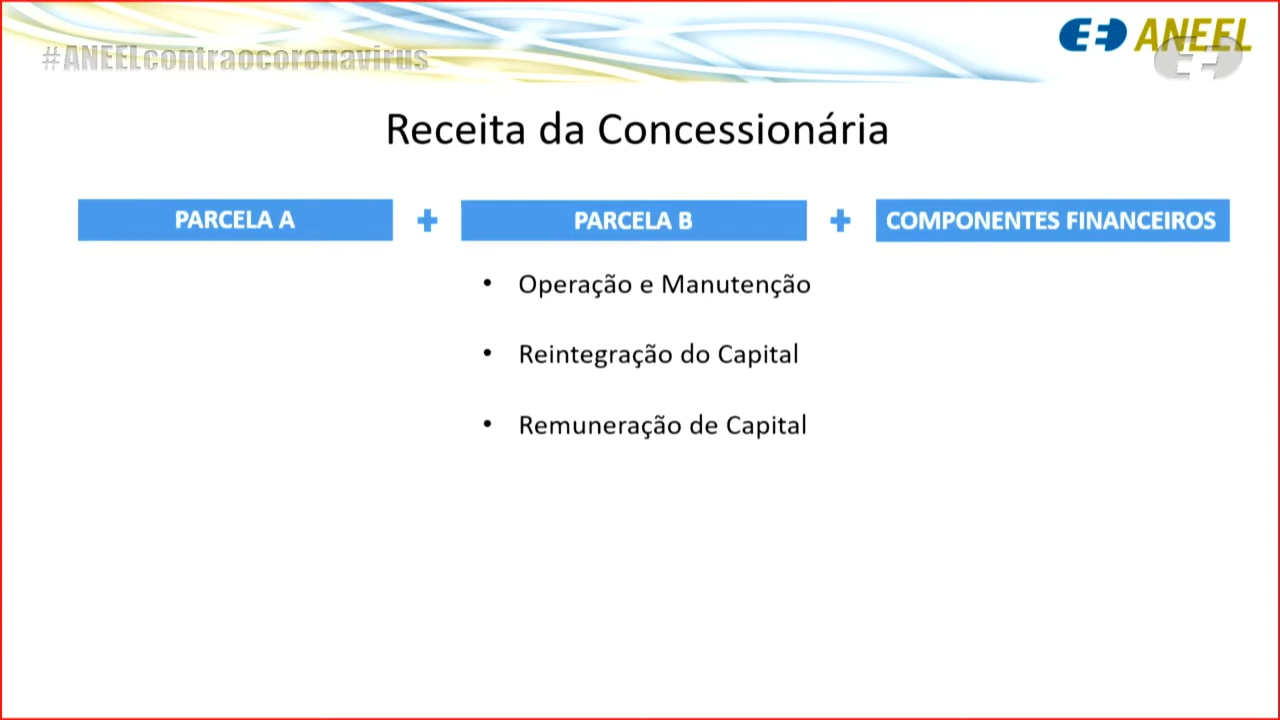 #ANEELcontraocoronavirus
ANEEL
Receita da Concessionária
PARCELA A + PARCELA B + COMPONENTES FINANCEIROS
• Operação e Manutenção
• Reintegração do Capital
• Remuneração de Capital